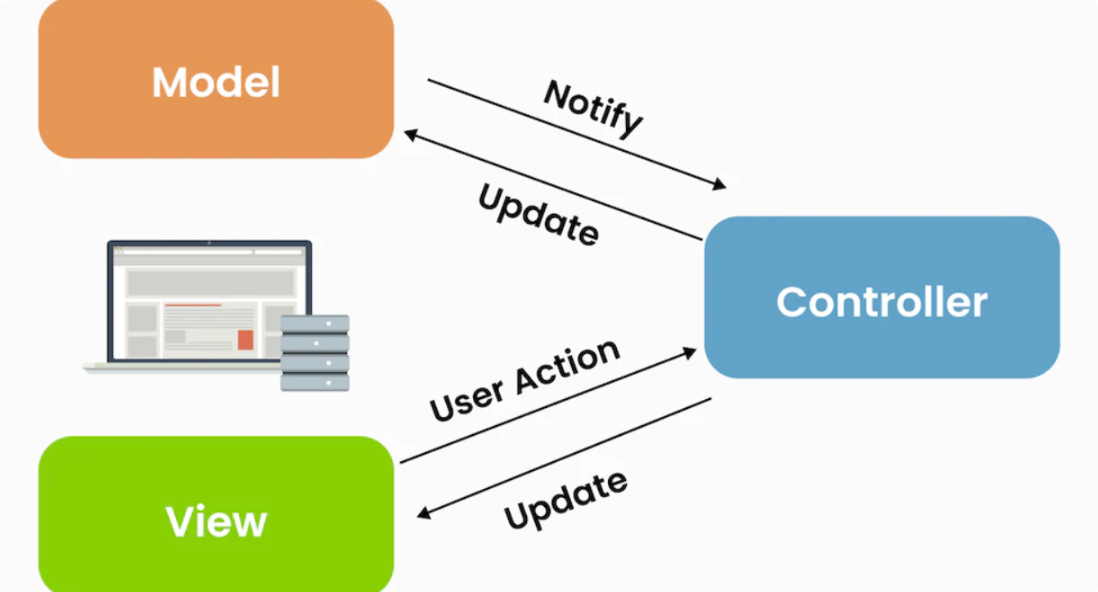 Model
Notify
Update
Controller
User Action
Update
View